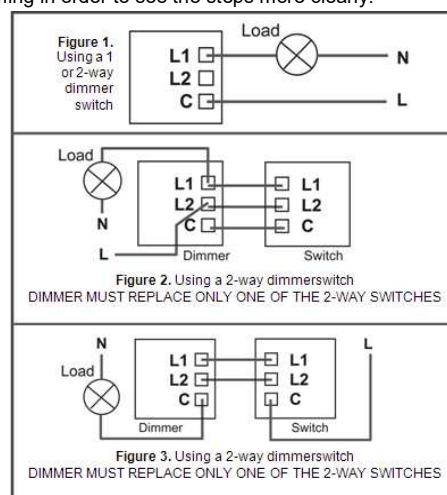 ming in order to see the steps more clearly.
Figure 1.
Using a 1
or 2-way
dimmer
switch
Load
L1
L2
C
N
L
Load
N
L
L1
L2
C
Dimmer
L1
L2
C
Switch
Figure 2. Using a 2-way dimmerswitch
DIMMER MUST REPLACE ONLY ONE OF THE 2-WAY SWITCHES
N
Load
L1
L2
C
Dimmer
L1
L2
C
Switch
L
Figure 3. Using a 2-way dimmerswitch
DIMMER MUST REPLACE ONLY ONE OF THE 2-WAY SWITCHES